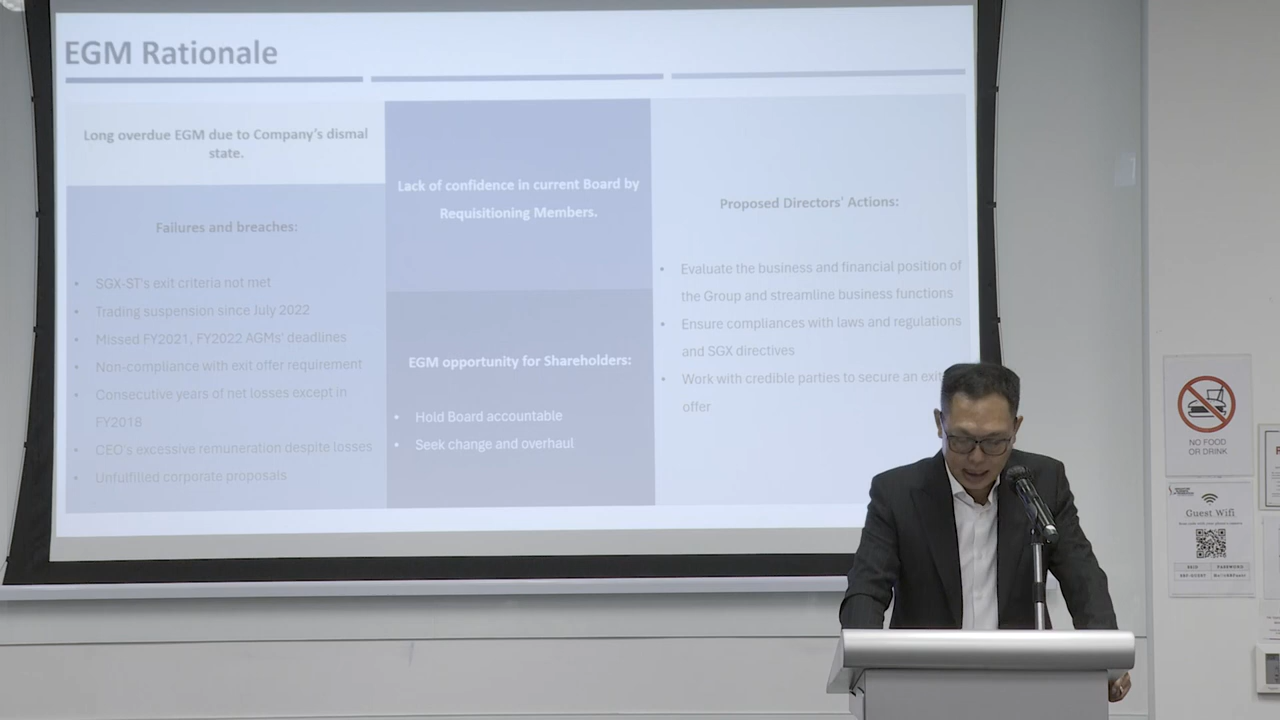 EGM Rationale
Long overdue EGM due to Company's dismal
state.
Failures and breaches:
• SGX-ST's exit criteria not met
• Trading suspension since July 2022
• Missed FY2021, FY2022 AGMs' deadlines
• Non-compliance with exit offer requirement
• Consecutive years of net losses except in
FY2018
• CEO's excessive remuneration despite losses
• Unfulfilled corporate proposals
Lack of confidence in current Board by
Requisitioning Members.
EGM opportunity for Shareholders:
• Hold Board accountable
• Seek change and overhaul
Proposed Directors' Actions:
• Evaluate the business and financial position of
the Group and streamline business functions
• Ensure compliances with laws and regulations
and SGX directives
• Work with credible parties to secure an
offer
NO FOOD
OR DRINK
Guest Wifi